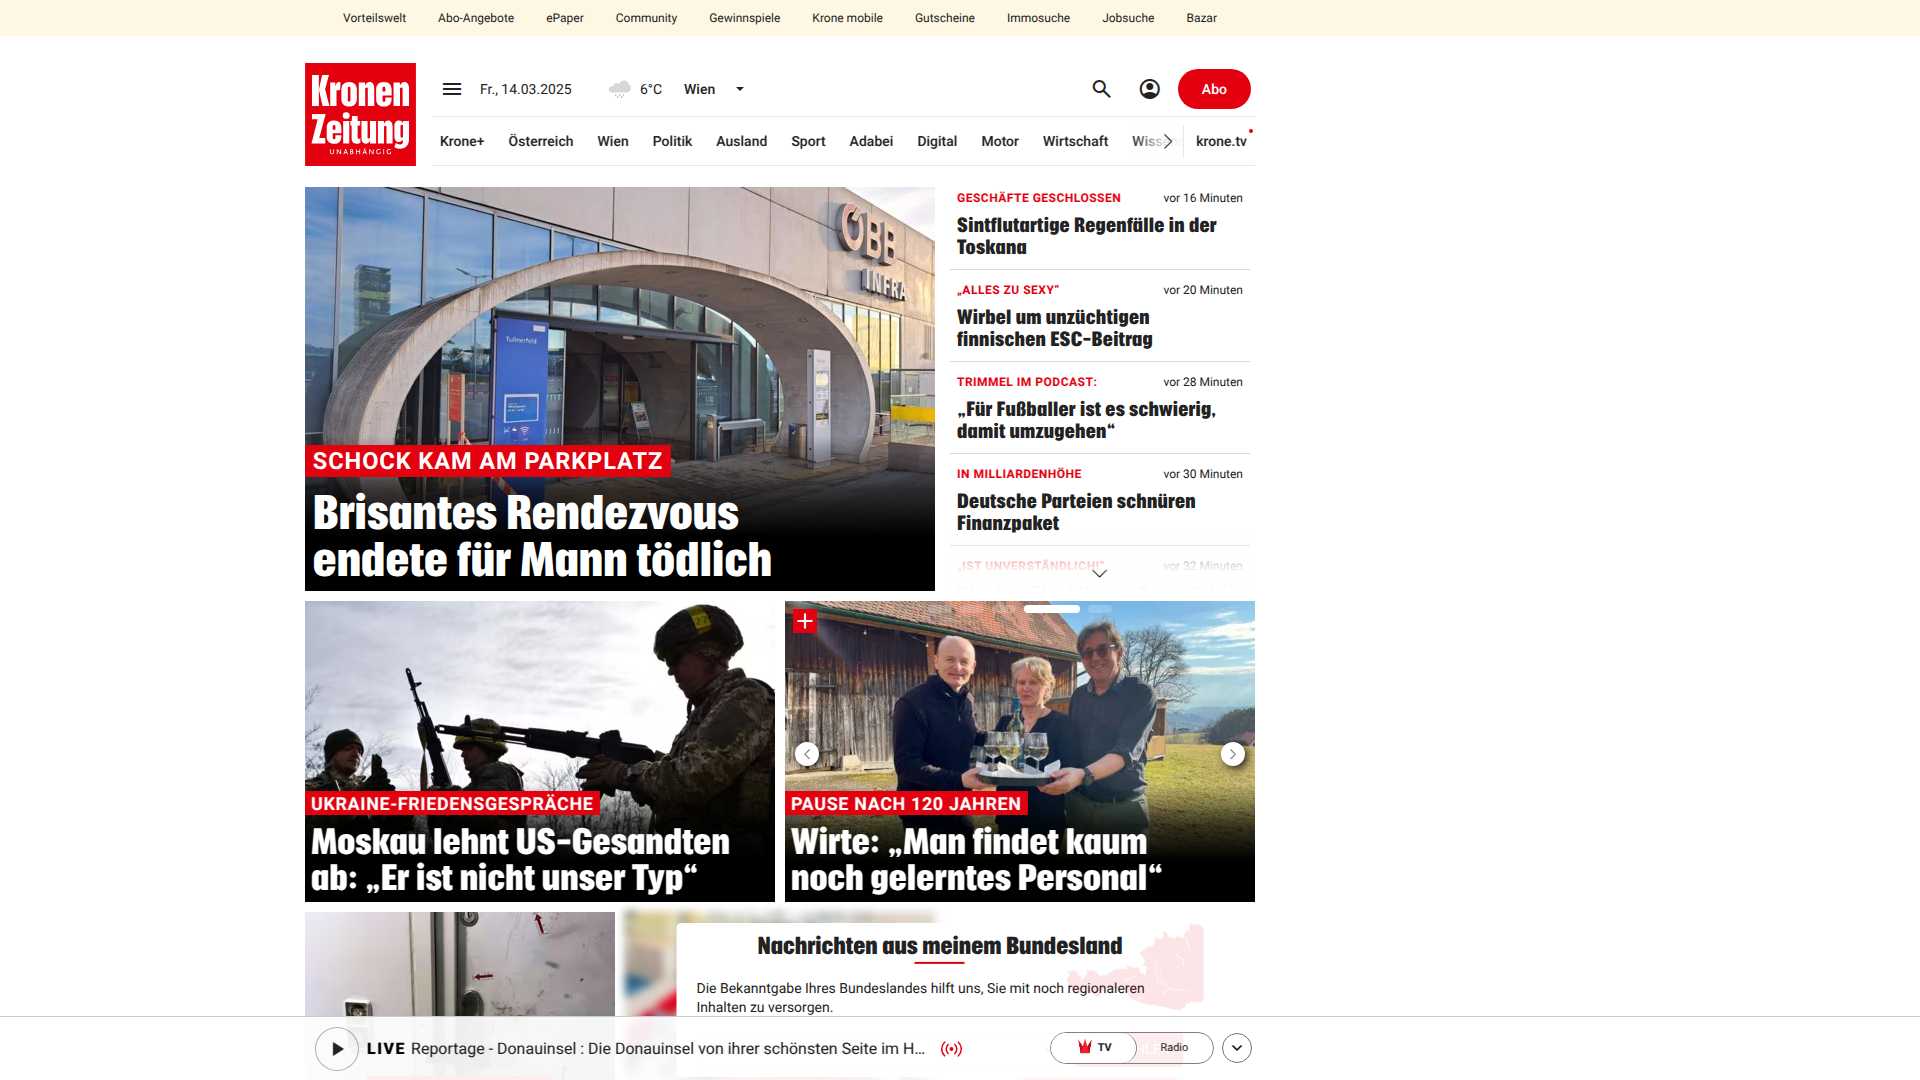 Vorteilswelt Abo-Angebote ePaper Community Gewinnspiele Krone mobile Gutscheine Immosuche Jobsuche Bazar
Kronen
Zeitung
UNABHÄNGIG
Fr., 14.03.2025 6°C Wien Abo
Krone+ Österreich Wien Politik Ausland Sport Adabei Digital Motor Wirtschaft Wiss krone.tv
ÖBB
INFRA
Tullnerfeld
SCHOCK KAM AM PARKPLATZ
Brisantes Rendezvous
endete für Mann tödlich
GESCHÄFTE GESCHLOSSEN vor 16 Minuten
Sintflutartige Regenfälle in der
Toskana
„ALLES ZU SEXY“ vor 20 Minuten
Wirbel um unzüchtigen
finnischen ESC-Beitrag
TRIMMEL IM PODCAST: vor 28 Minuten
„Für Fußballer ist es schwierig,
damit umzugehen“
IN MILLIARDENHÖHE vor 30 Minuten
Deutsche Parteien schnüren
Finanzpaket
„IST UNVERSTÄNDLICH!“ vor 32 Minuten
UKRAINE-FRIEDENSGESPRÄCHE
Moskau lehnt US-Gesandten
ab: „Er ist nicht unser Typ“
PAUSE NACH 120 JAHREN
Wirte: „Man findet kaum
noch gelerntes Personal“
Nachrichten aus meinem Bundesland
Die Bekanntgabe Ihres Bundeslandes hilft uns, Sie mit noch regionaleren
Inhalten zu versorgen.
LIVE Reportage - Donauinsel : Die Donauinsel von ihrer schönsten Seite im H... TV Radio